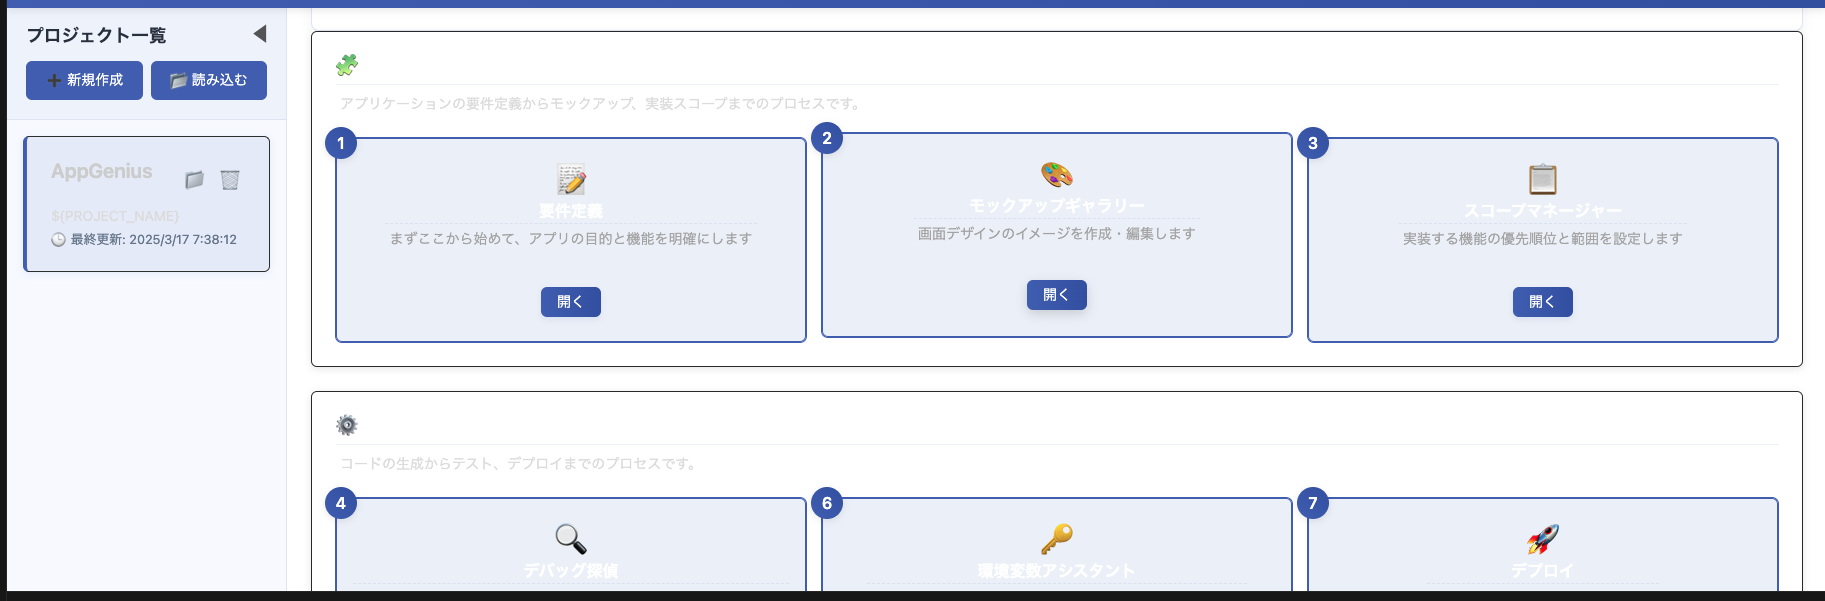 プロジェクト一覧
新規作成
読み込む
AppGenius
${PROJECT_NAME}
最終更新: 2025/3/17 7:38:12
アプリケーションの要件定義からモックアップ、実装スコープまでのプロセスです。
1
要件定義
まずここから始めて、アプリの目的と機能を明確にします
開く
2
モックアップギャラリー
画面デザインのイメージを作成・編集します
開く
3
スコープマネージャー
実装する機能の優先順位と範囲を設定します
開く
コードの生成からテスト、デプロイまでのプロセスです。
4
デバッグ探偵
6
環境変数アシスタント
7
デプロイ